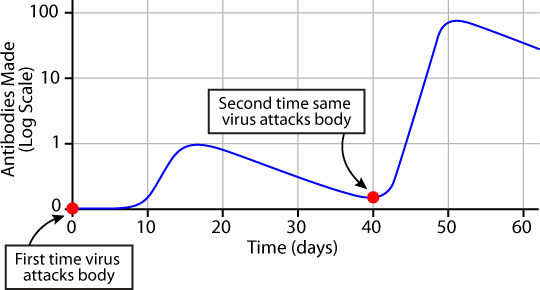 100
10
1
0
Antibodies Made
(Log Scale)
Second time same
virus attacks body
0
10
20
30
40
50
60
Time (days)
First time virus
attacks body